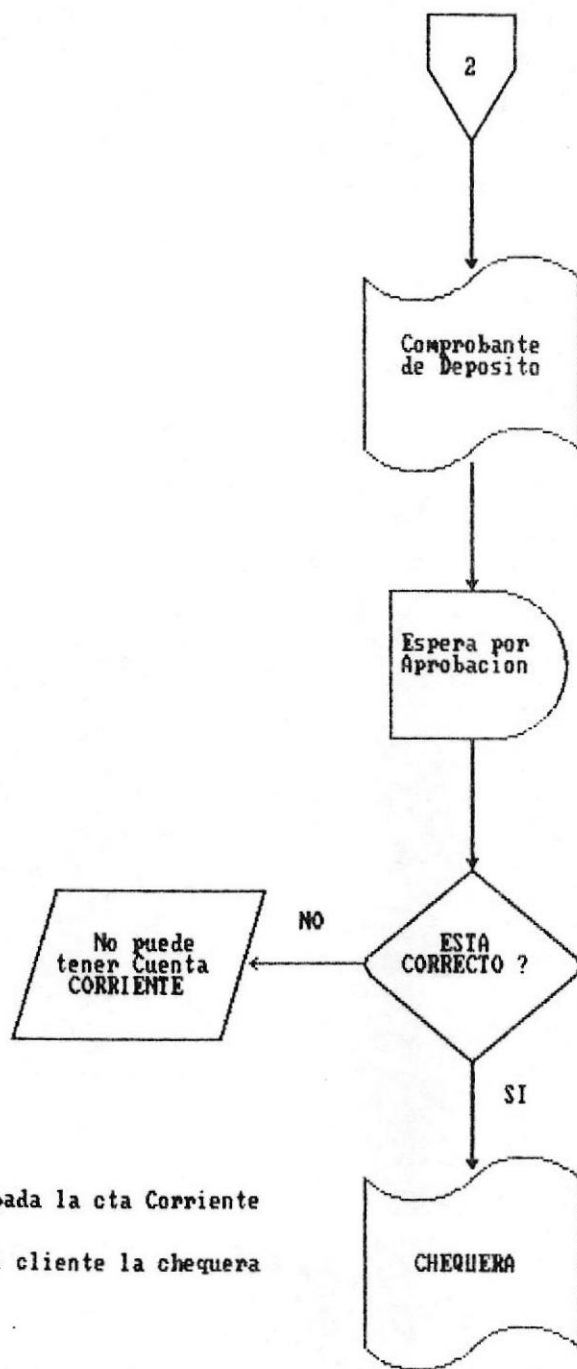 2
Comprobante
de Deposito
Espera por
Aprobacion
NO
ESTA
CORRECTO ?
No puede
tener Cuenta
CORRIENTE
SI
la cta Corriente
cliente la chequera
CHEQUERA